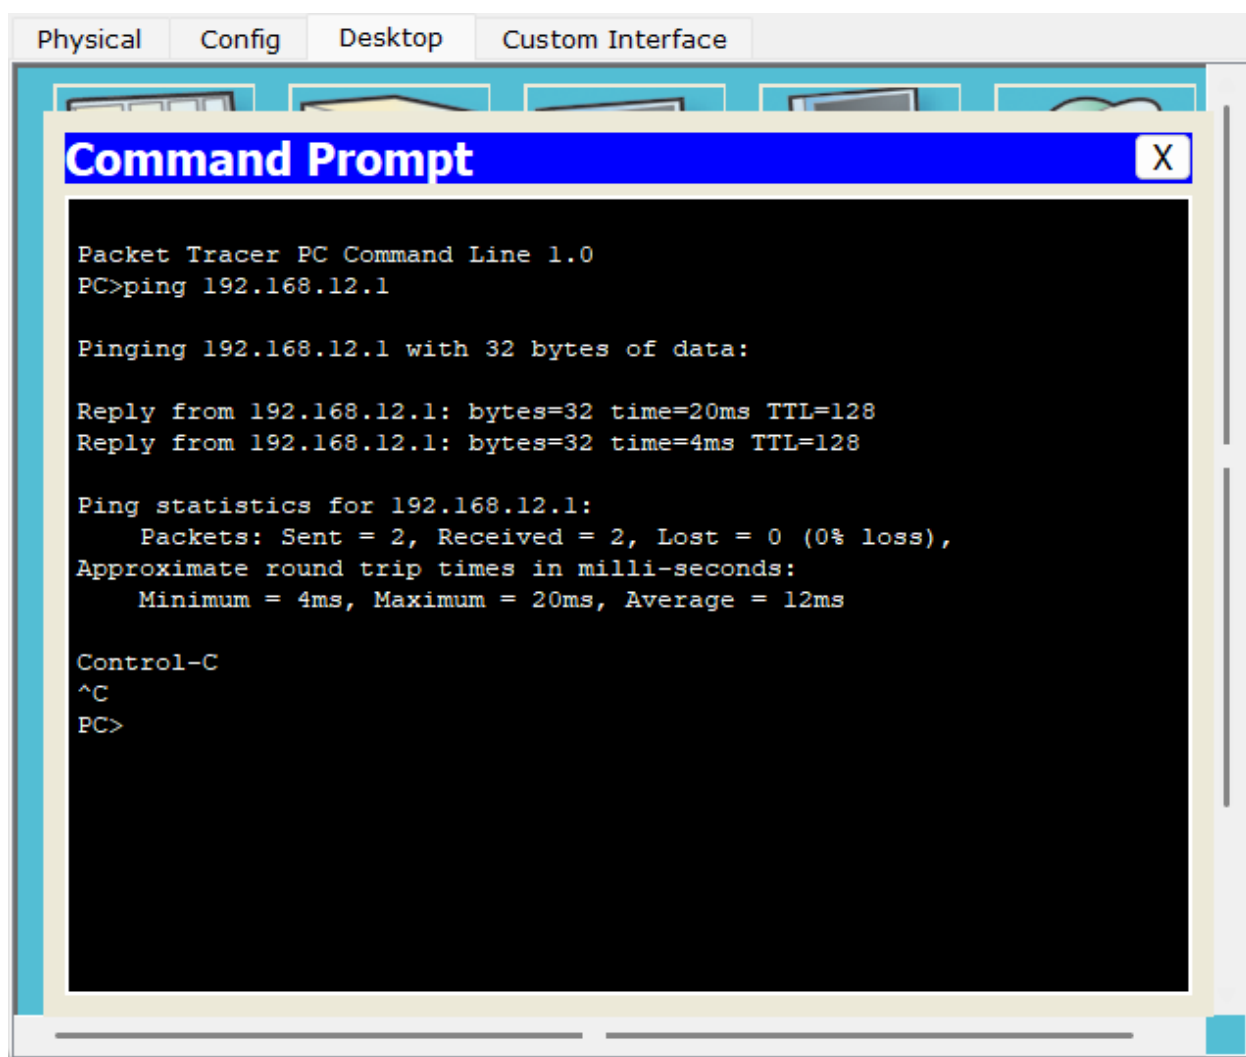 Physical Config Desktop Custom Interface
Command Prompt X
Packet Tracer PC Command Line 1.0
PC>ping 192.168.12.1
Pinging 192.168.12.1 with 32 bytes of data:
Reply from 192.168.12.1: bytes=32 time=20ms TTL=128
Reply from 192.168.12.1: bytes=32 time=4ms TTL=128
Ping statistics for 192.168.12.1:
Packets: Sent = 2, Received = 2, Lost = 0 (0% loss),
Approximate round trip times in milli-seconds:
Minimum = 4ms, Maximum = 20ms, Average = 12ms
Control-C
^C
PC>